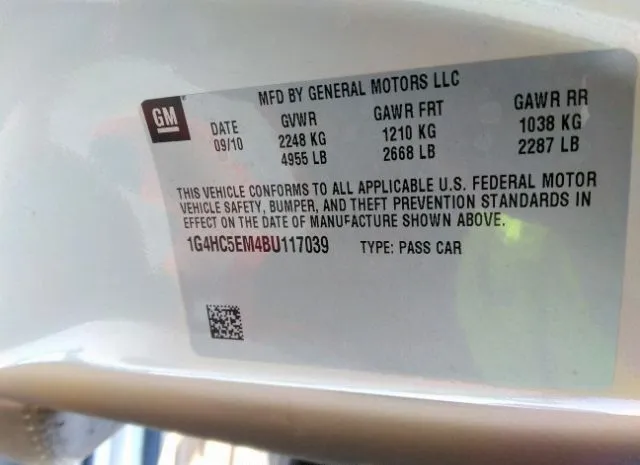 MFD BY GENERAL MOTORS LLC
GM
DATE GVWR GAWR FRT GAWR RR
09/10 2248 KG 1210 KG 1038 KG
4955 LB 2668 LB 2287 LB
THIS VEHICLE CONFORMS TO ALL APPLICABLE U.S. FEDERAL MOTOR
VEHICLE SAFETY, BUMPER, AND THEFT PREVENTION STANDARDS IN
EFFECT ON THE DATE OF MANUFACTURE SHOWN ABOVE.
1G4HC5EM4BU117039 TYPE: PASS CAR